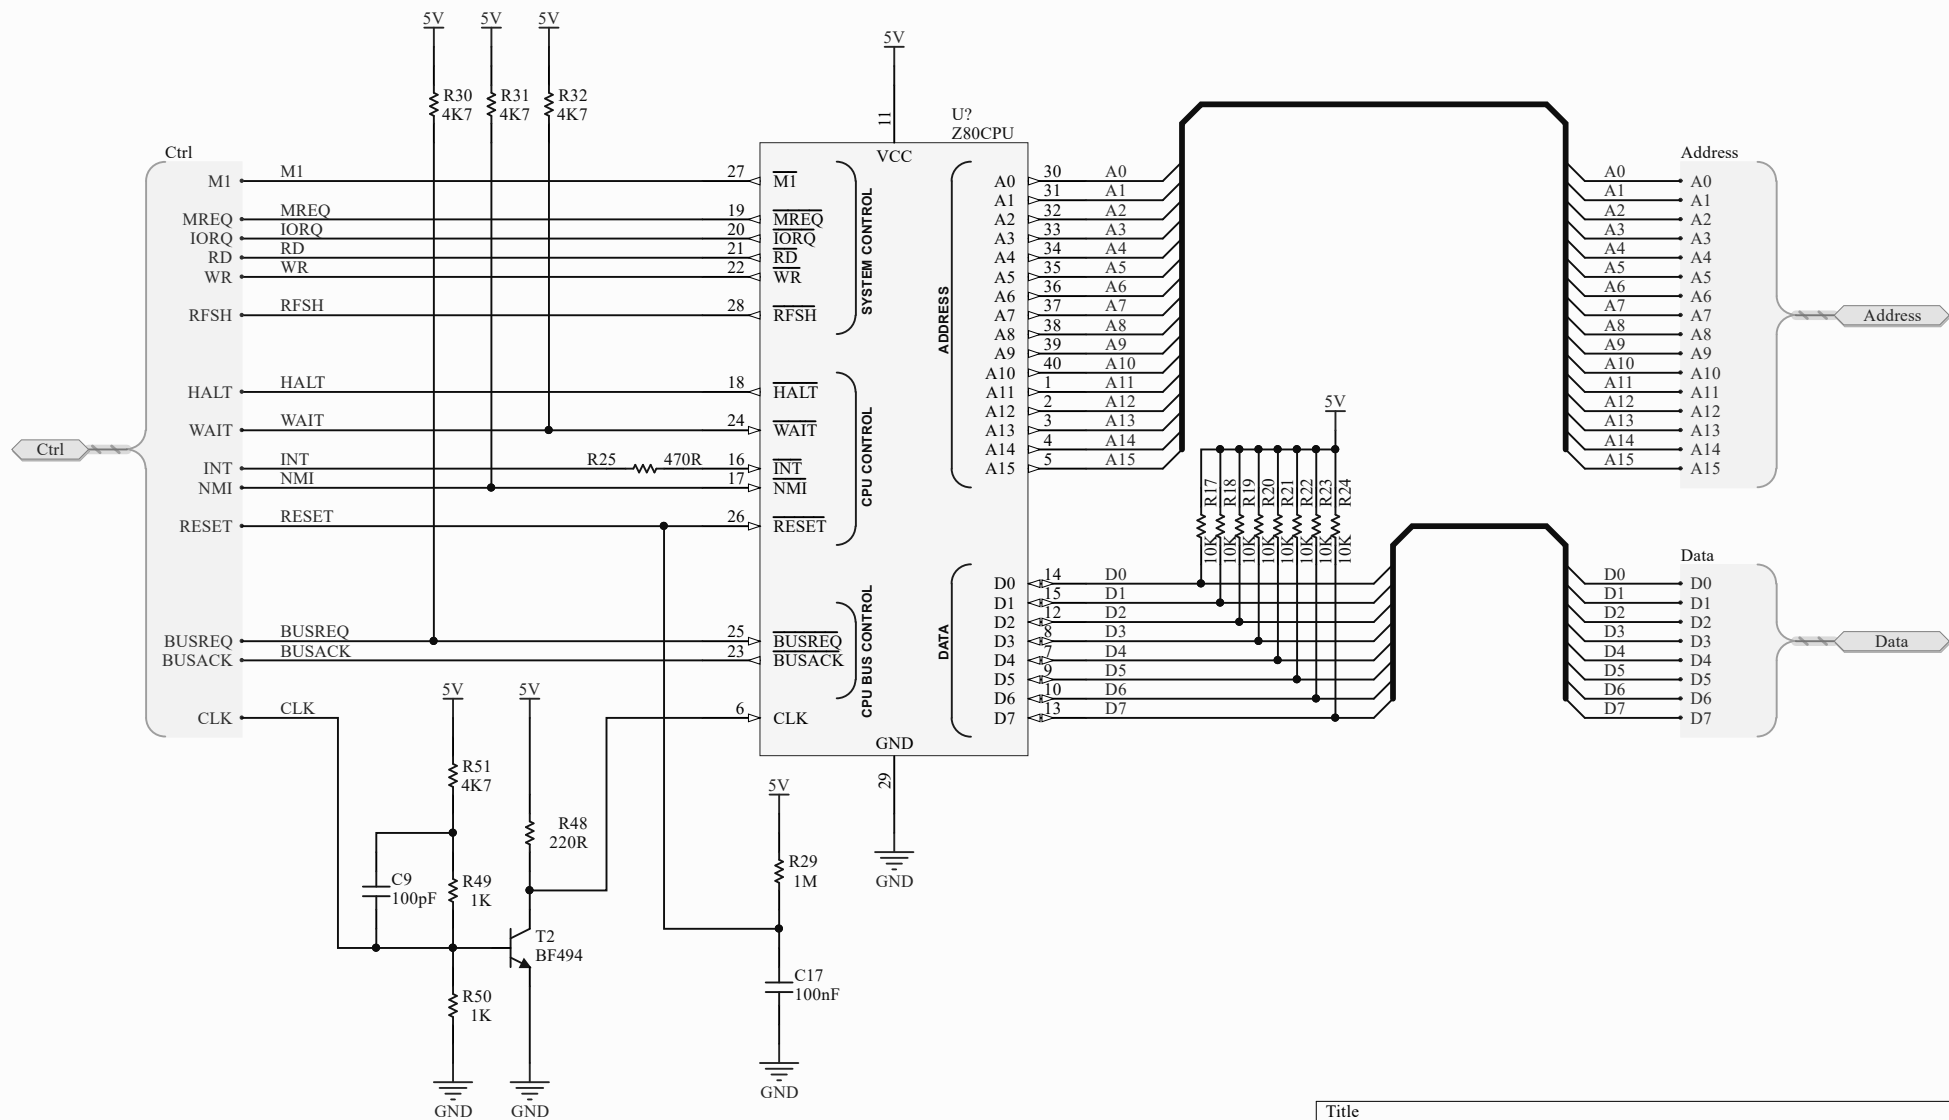 5V 5V 5V
5V
R30 4K7
R31 4K7
R32 4K7
11
U?
Z80CPU
VCC
GND
29
GND
Ctrl
Ctrl
M1 M1 27 M1
MREQ MREQ 19 MREQ
IORQ IORQ 20 IORQ
RD RD 21 RD
WR WR 22 WR
RFSH RFSH 28 RFSH
HALT HALT 18 HALT
WAIT WAIT 24 WAIT
INT INT R25 470R 16 INT
NMI NMI 17 NMI
RESET RESET 26 RESET
BUSREQ BUSREQ 25 BUSREQ
BUSACK BUSACK 23 BUSACK
CLK CLK 6 CLK
SYSTEM CONTROL
CPU CONTROL
CPU BUS CONTROL
ADDRESS
DATA
A0 30 A0
A1 31 A1
A2 32 A2
A3 33 A3
A4 34 A4
A5 35 A5
A6 36 A6
A7 37 A7
A8 38 A8
A9 39 A9
A10 40 A10
A11 1 A11
A12 2 A12
A13 3 A13
A14 4 A14
A15 5 A15
D0 14 D0
D1 15 D1
D2 12 D2
D3 8 D3
D4 7 D4
D5 9 D5
D6 10 D6
D7 13 D7
5V
R17 10K
R18 10K
R19 10K
R20 10K
R21 10K
R22 10K
R23 10K
R24 10K
Address
A0 A0
A1 A1
A2 A2
A3 A3
A4 A4
A5 A5
A6 A6
A7 A7
A8 A8
A9 A9
A10 A10
A11 A11
A12 A12
A13 A13
A14 A14
A15 A15
Address
Data
D0 D0
D1 D1
D2 D2
D3 D3
D4 D4
D5 D5
D6 D6
D7 D7
Data
5V 5V
R51
4K7
R48
220R
C9
100pF
R49
1K
T2
BF494
R50
1K
GND GND
5V
R29
1M
C17
100nF
GND
Title